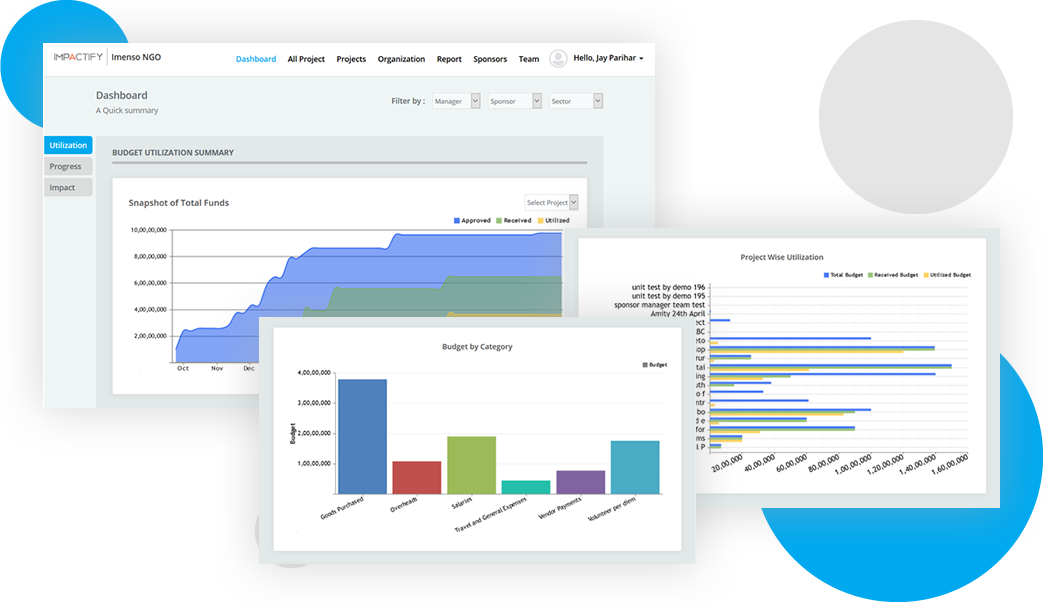 IMPACTIFY Imenso NGO Dashboard All Project Projects Organization Report Sponsors Team Hello, Jay Parihar
Dashboard
A Quick summary
Filter by : Manager Sponsor Sector
Utilization
Progress
Impact
BUDGET UTILIZATION SUMMARY
Snapshot of Total Funds
Select Project
Approved Received Utilized
10,00,00,000
8,00,00,000
6,00,00,000
4,00,00,000
2,00,00,000
Oct Nov Dec
Project Wise Utilization
Total Budget Received Budget Utilized Budget
unit test by demo 196
unit test by demo 195
sponsor manager team test
Amity 24th April
ect
BC
eto
op
rur
tal
ing
uth
o f
ntr
bo
d e
for
ms
l P
20,00,000 40,00,000 60,00,000 80,00,000 1,00,00,000 1,20,00,000 1,40,00,000 1,60,00,000
Budget by Category
Budget
4,00,00,000
3,00,00,000
2,00,00,000
1,00,00,000
Budget
Goods Purchased Overheads Salaries Travel and General Expenses Vendor Payments Volunteer per diem